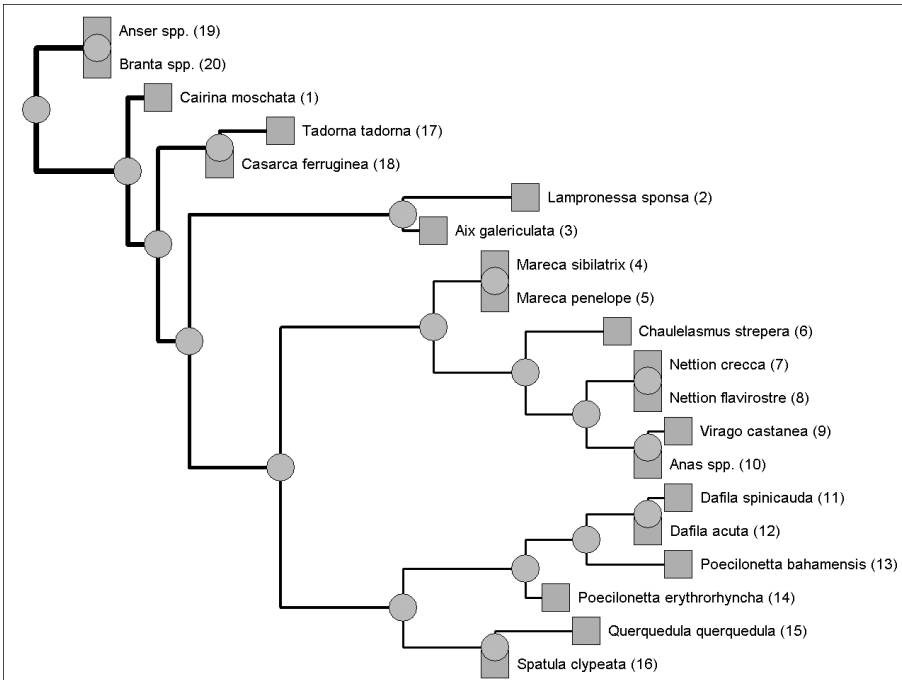 Anser spp. (19)
Branta spp. (20)
Cairina moschata (1)
Tadorna tadorna (17)
Casarca ferruginea (18)
Lampronessa sponsa (2)
Aix galericulata (3)
Mareca sibilatrix (4)
Mareca penelope (5)
Chaulelasmus strepera (6)
Nettion crecca (7)
Nettion flavirostre (8)
Virago castanea (9)
Anas spp. (10)
Dafila spinicauda (11)
Dafila acuta (12)
Poecilonetta bahamensis (13)
Poecilonetta erythrorhyncha (14)
Querquedula querquedula (15)
Spatula clypeata (16)